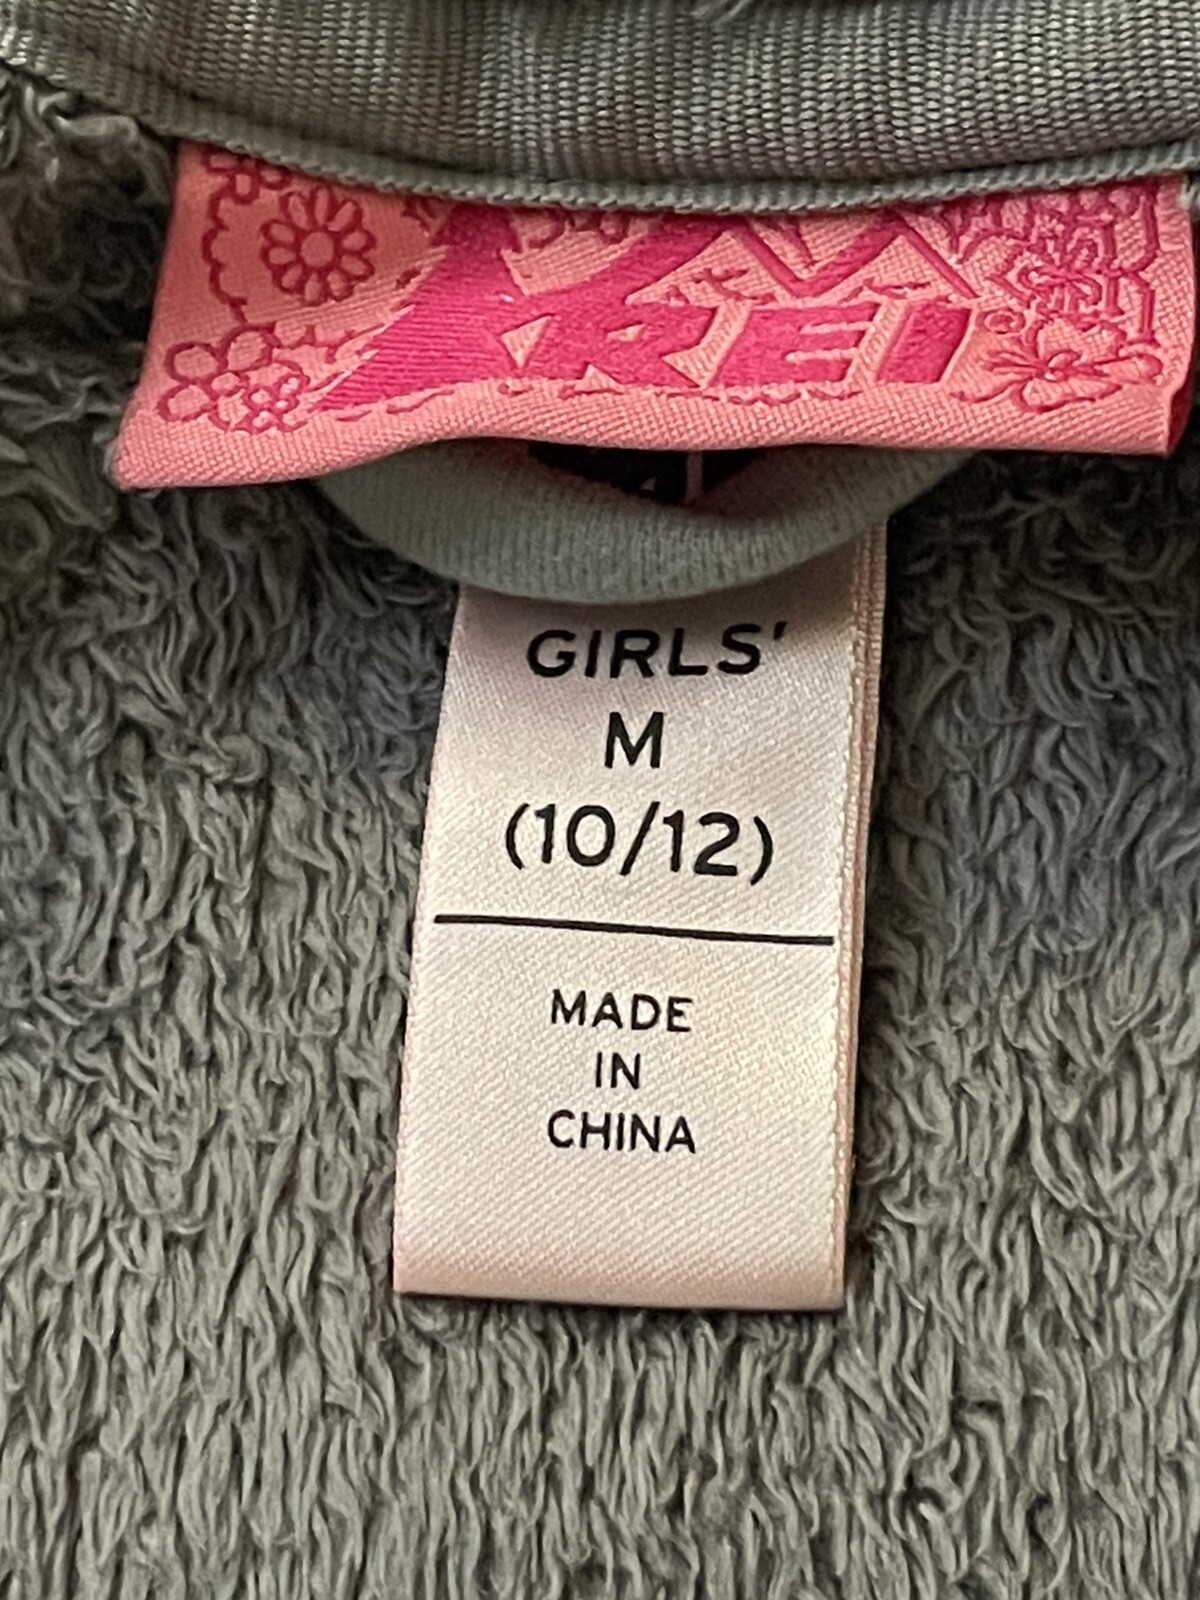 REI
GIRLS'
M
(10/12)
MADE
IN
CHINA